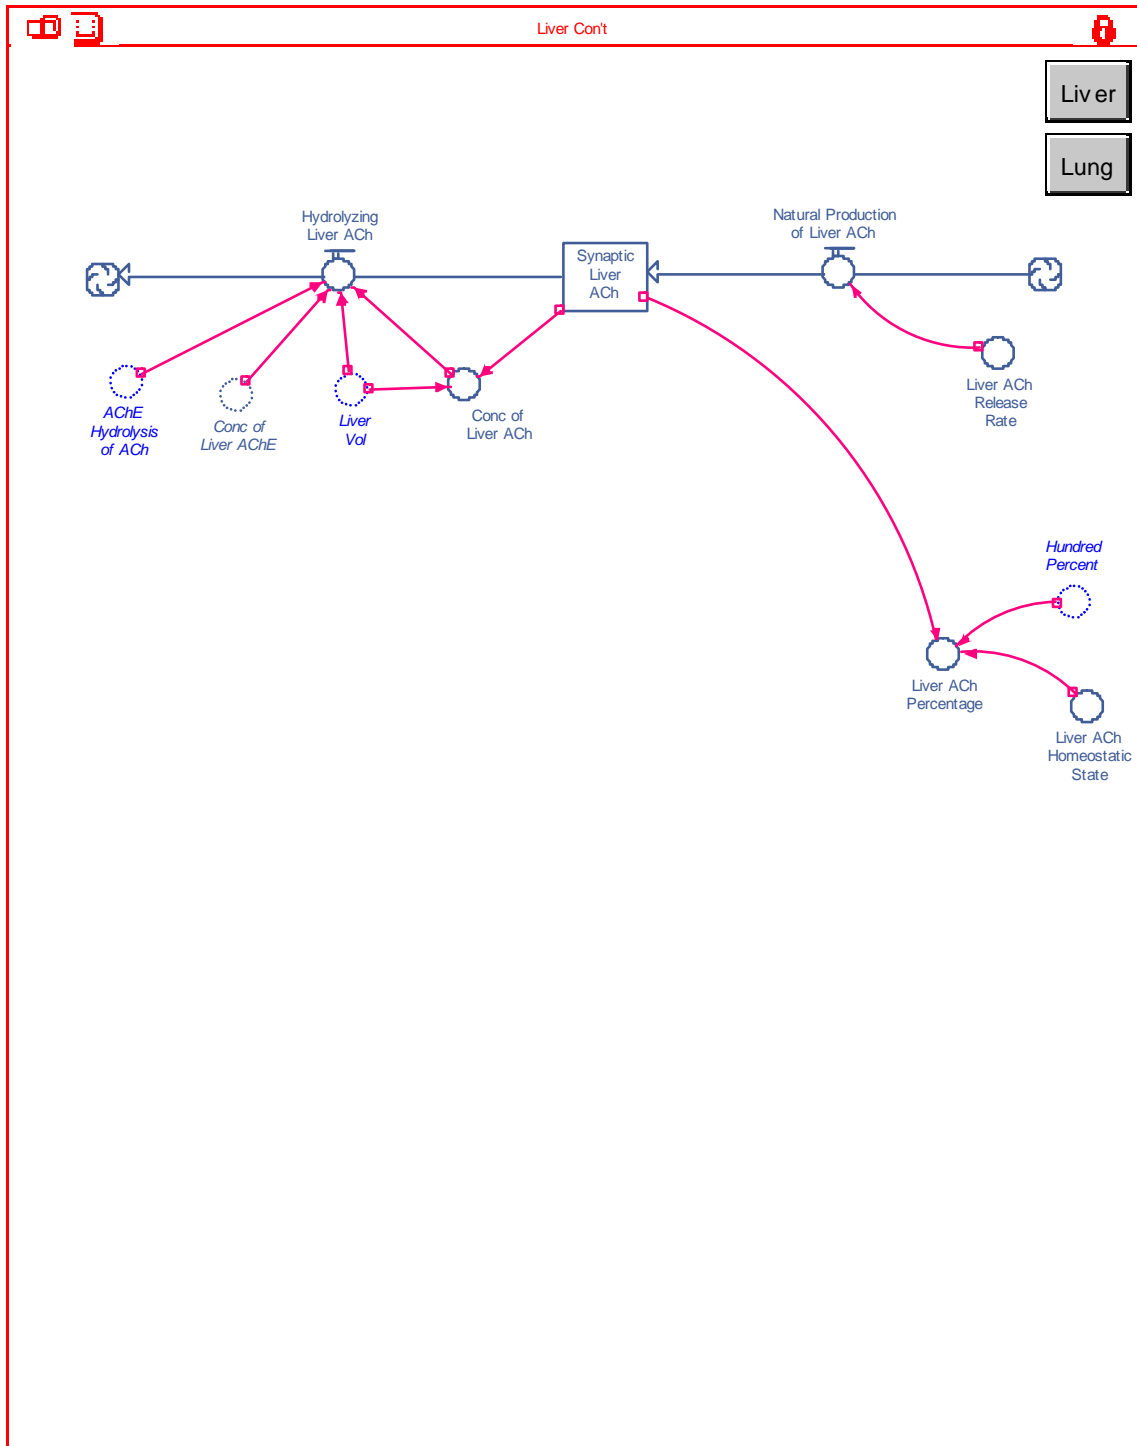 Liver Con't
Liver
Lung
Hydrolyzing
Liver ACh
Synaptic
Liver
ACh
Natural Production
of Liver ACh
AChE
Hydrolysis
of ACh
Conc of
Liver AChE
Liver
Vol
Conc of
Liver ACh
Liver ACh
Release
Rate
Hundred
Percent
Liver ACh
Percentage
Liver ACh
Homeostatic
State